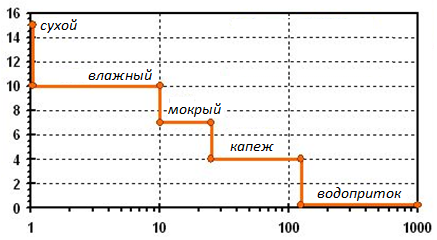 16
14
12
10
8
6
4
2
0
сухой
влажный
мокрый
капеж
водоприток
1 10 100 1000